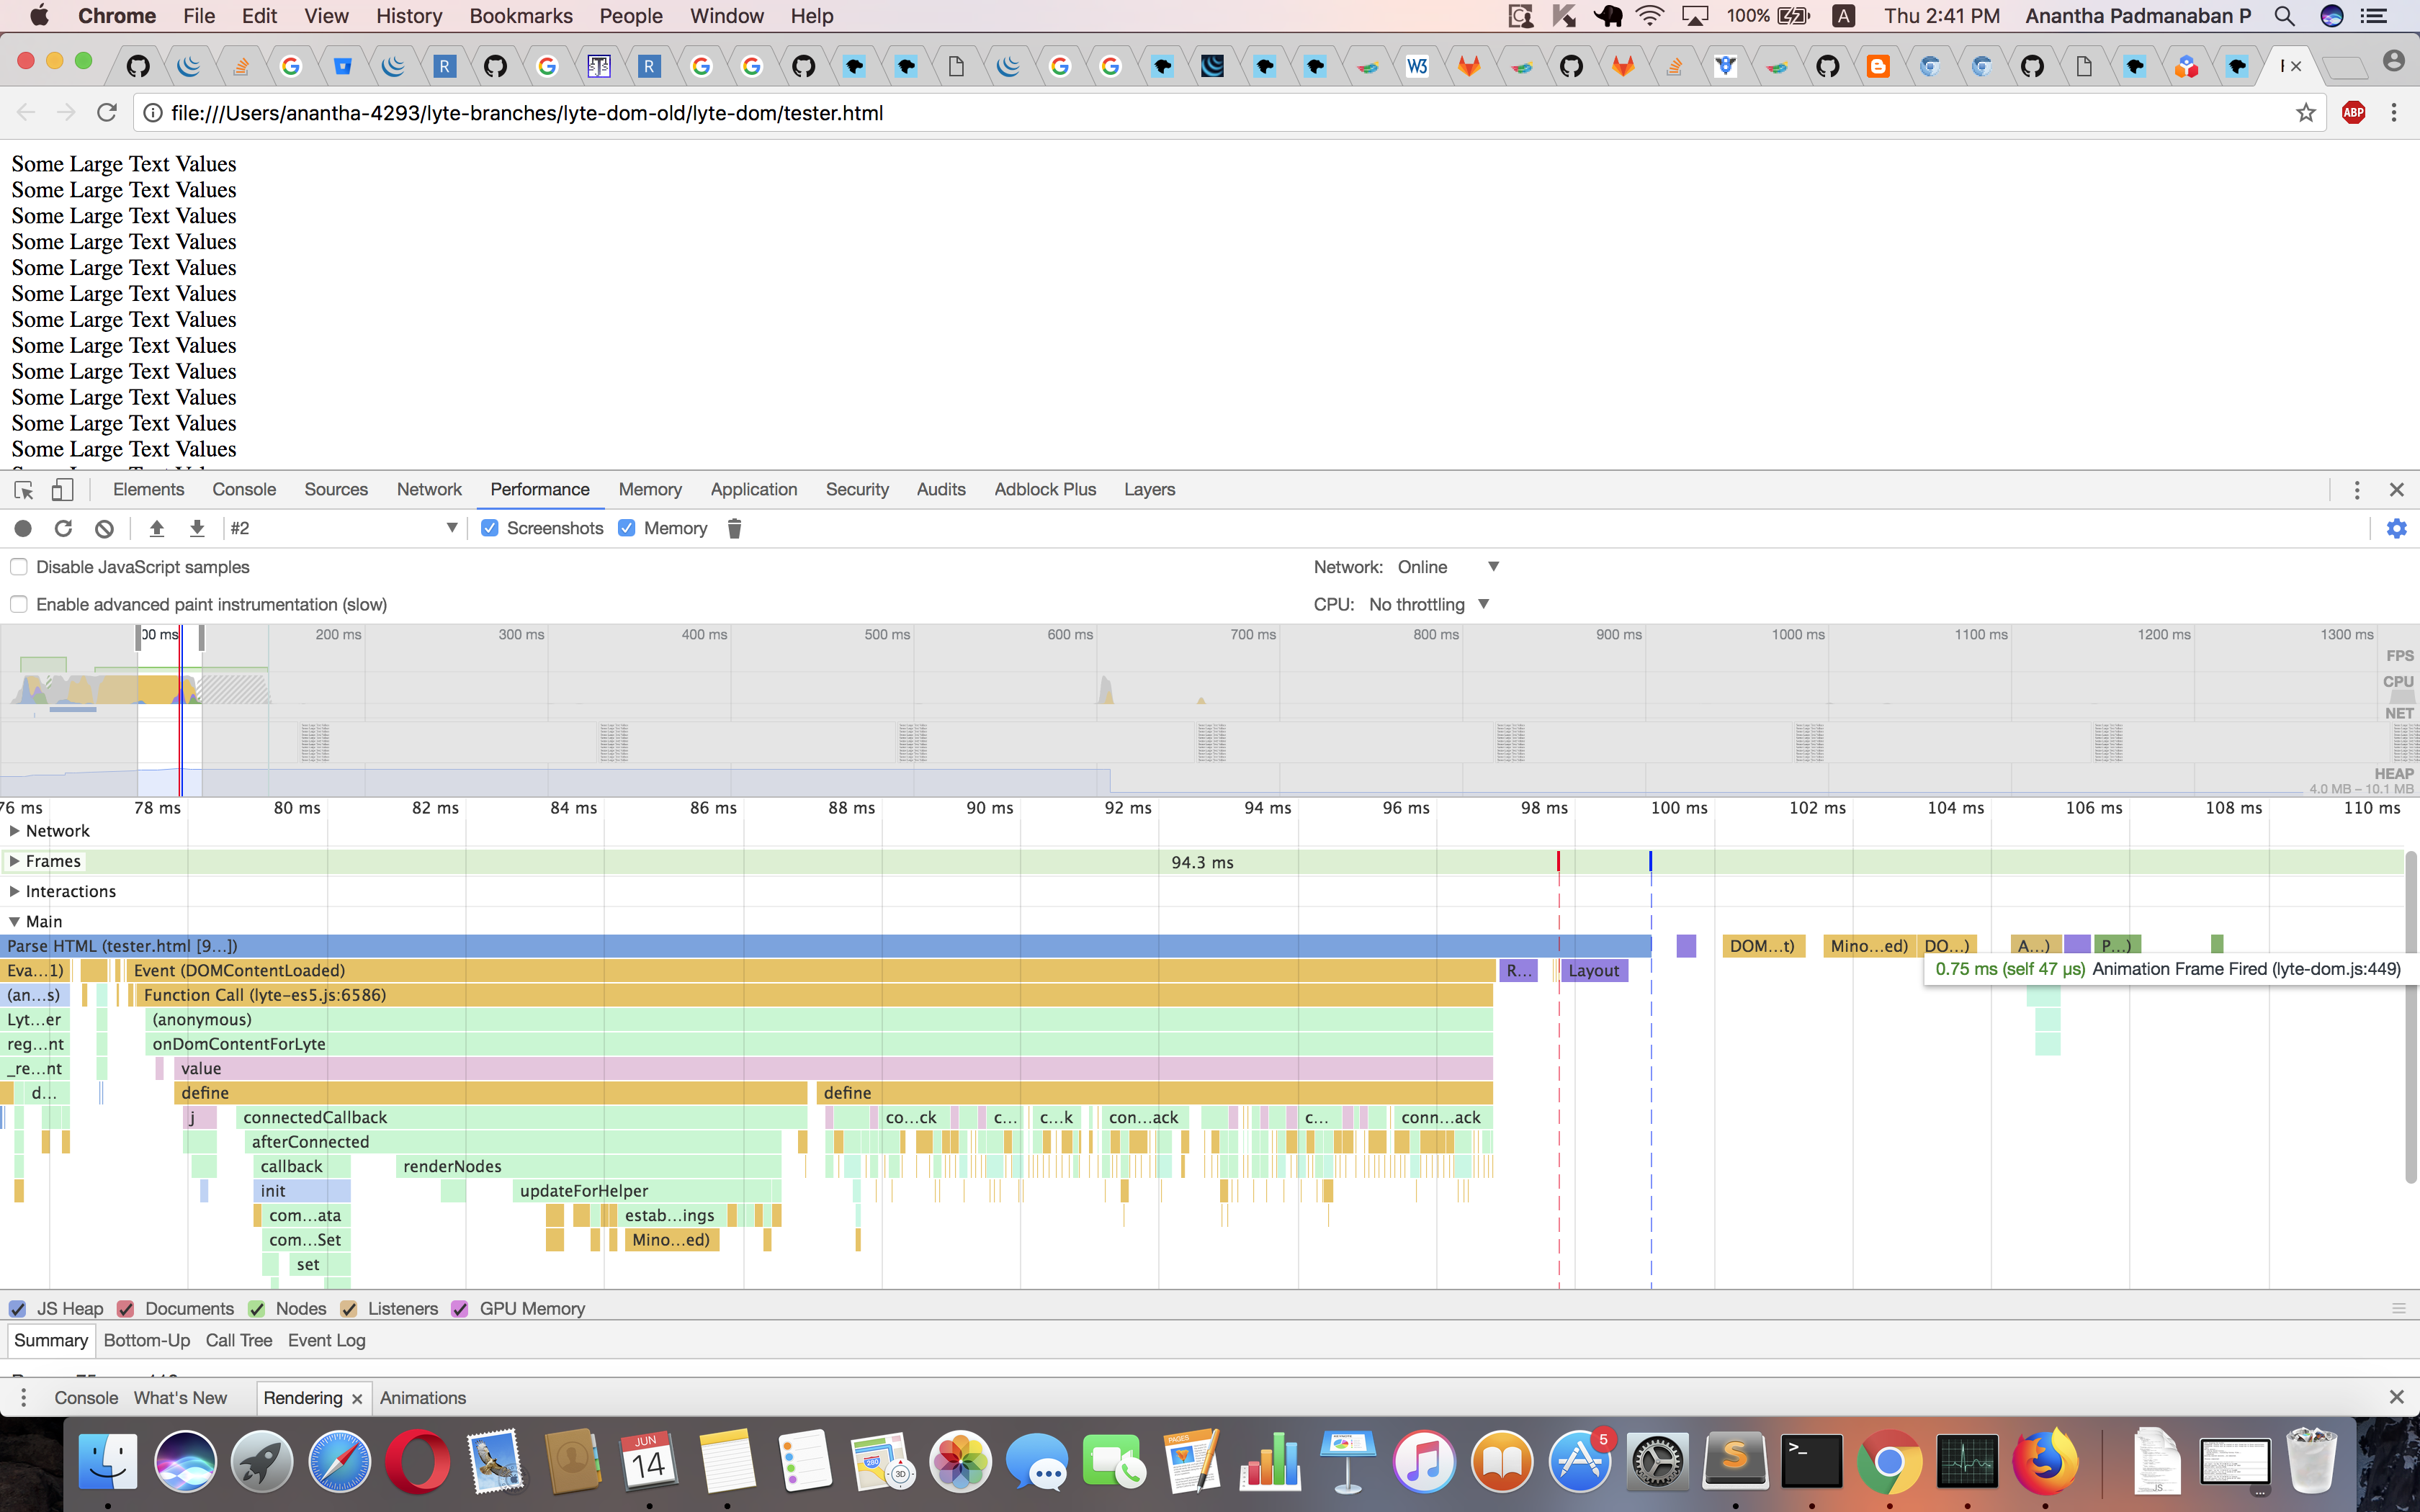 Chrome File Edit View History Bookmarks People Window Help 100% A Thu 2:41 PM Anantha Padmanaban P
R R W3
file:///Users/anantha-4293/lyte-branches/lyte-dom-old/lyte-dom/tester.html ABP
Some Large Text Values
Some Large Text Values
Some Large Text Values
Some Large Text Values
Some Large Text Values
Some Large Text Values
Some Large Text Values
Some Large Text Values
Some Large Text Values
Some Large Text Values
Some Large Text Values
Some Large Text Values
Some Large Text Values
Elements Console Sources Network Performance Memory Application Security Audits Adblock Plus Layers
#2 Screenshots Memory
Disable JavaScript samples Network: Online
Enable advanced paint instrumentation (slow) CPU: No throttling
00 ms 200 ms 300 ms 400 ms 500 ms 600 ms 700 ms 800 ms 900 ms 1000 ms 1100 ms 1200 ms 1300 ms
FPS
CPU
NET
HEAP
4.0 MB – 10.1 MB
76 ms 78 ms 80 ms 82 ms 84 ms 86 ms 88 ms 90 ms 92 ms 94 ms 96 ms 98 ms 100 ms 102 ms 104 ms 106 ms 108 ms 110 ms
Network
Frames 94.3 ms
Interactions
Main
Parse HTML (tester.html [9...]) DOM...t) Mino...ed) DO...) A...) P...)
Eva...1) Event (DOMContentLoaded) R... Layout 0.75 ms (self 47 µs) Animation Frame Fired (lyte-dom.js:449)
(an...s) Function Call (lyte-es5.js:6586)
Lyt...er (anonymous)
reg...nt onDomContentForLyte
_re...nt value
d... define define
j connectedCallback co...ck c... c...k con...ack c... conn...ack
afterConnected
callback renderNodes
init updateForHelper
com...ata estab...ings
com...Set Mino...ed)
set
JS Heap Documents Nodes Listeners GPU Memory
Summary Bottom-Up Call Tree Event Log
Console What's New Rendering Animations
JUN 14 PAGES 280 3D 5 S >_ JS